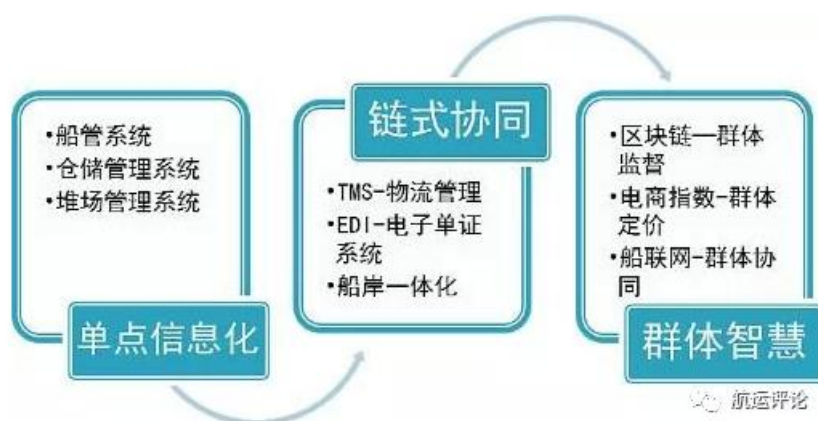 •船管系统
•仓储管理系统
•堆场管理系统
单点信息化
链式协同
•TMS-物流管理
•EDI-电子单证
系统
•船岸一体化
•区块链—群体
监督
•电商指数-群体
定价
•船联网-群体协
同
群体智慧
航运评论